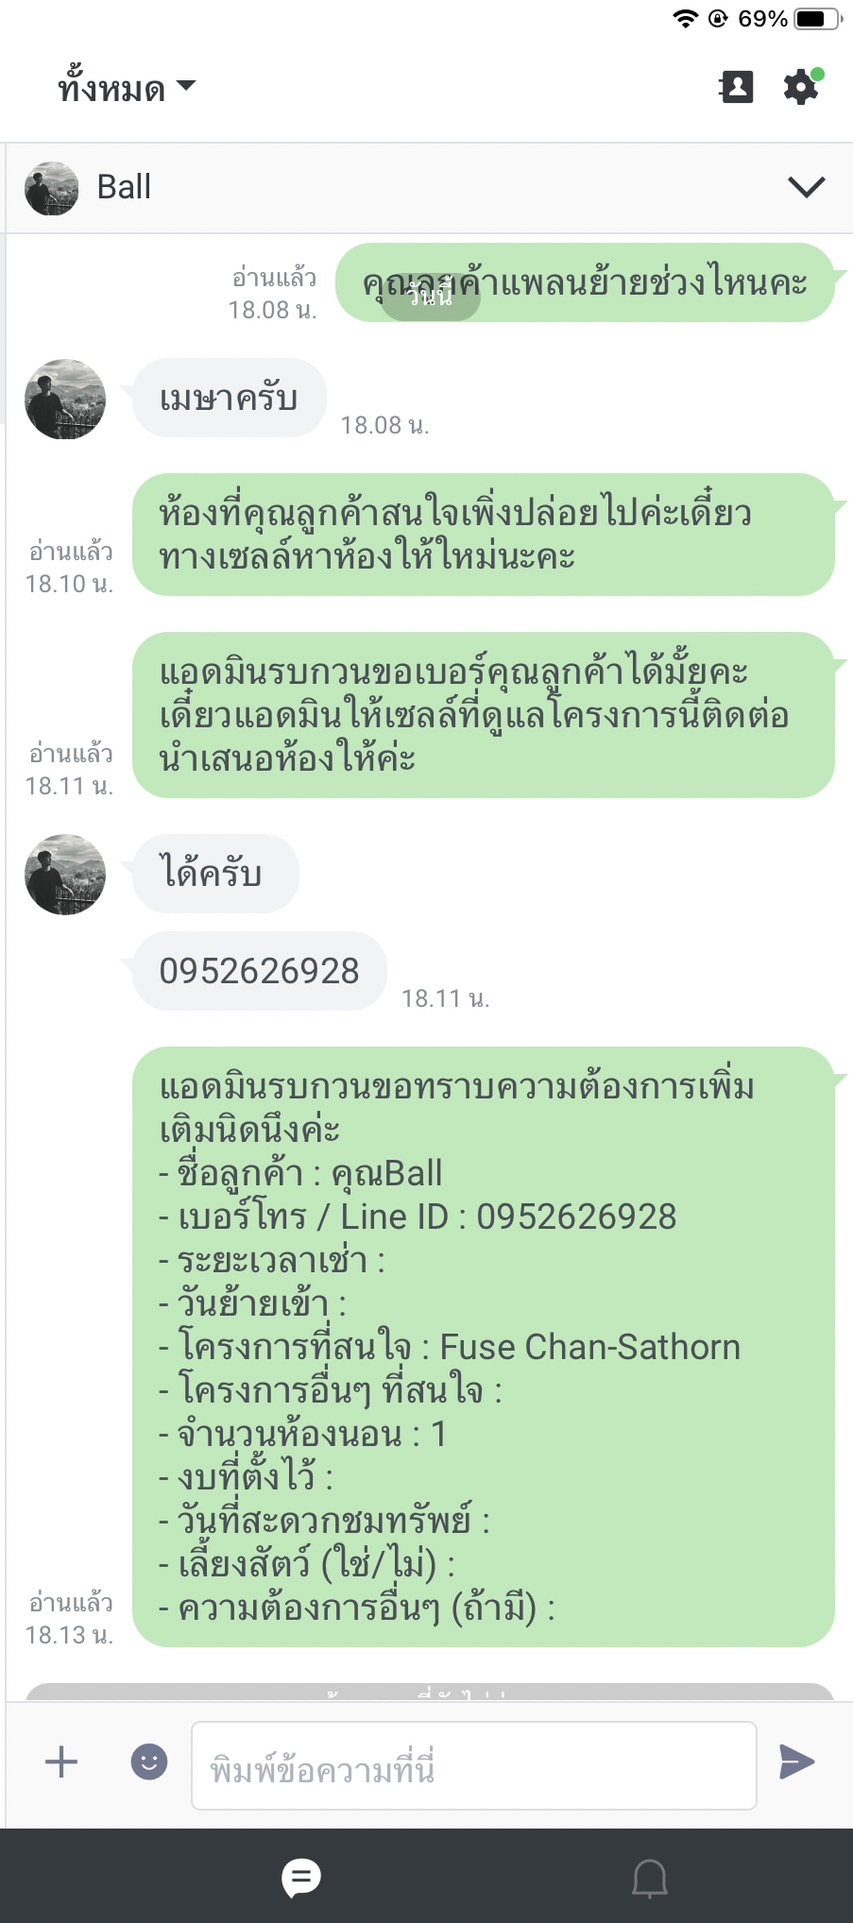 69%
ทั้งหมด
Ball
คุณลูกค้าแพลนย้ายช่วงไหนคะ
วันนี้
อ่านแล้ว
18.08 น.
เมษาครับ
18.08 น.
ห้องที่คุณลูกค้าสนใจเพิ่งปล่อยไปค่ะเดี๋ยว
ทางเซลล์หาห้องให้ใหม่นะคะ
อ่านแล้ว
18.10 น.
แอดมินรบกวนขอเบอร์คุณลูกค้าได้มั้ยคะ
เดี๋ยวแอดมินให้เซลล์ที่ดูแลโครงการนี้ติดต่อ
นำเสนอห้องให้ค่ะ
อ่านแล้ว
18.11 น.
ได้ครับ
0952626928
18.11 น.
แอดมินรบกวนขอทราบความต้องการเพิ่ม
เติมนิดนึงค่ะ
- ชื่อลูกค้า : คุณBall
- เบอร์โทร / Line ID : 0952626928
- ระยะเวลาเช่า :
- วันย้ายเข้า :
- โครงการที่สนใจ : Fuse Chan-Sathorn
- โครงการอื่นๆ ที่สนใจ :
- จำนวนห้องนอน : 1
- งบที่ตั้งไว้ :
- วันที่สะดวกชมทรัพย์ :
- เลี้ยงสัตว์ (ใช่/ไม่) :
- ความต้องการอื่นๆ (ถ้ามี) :
อ่านแล้ว
18.13 น.
พิมพ์ข้อความที่นี่